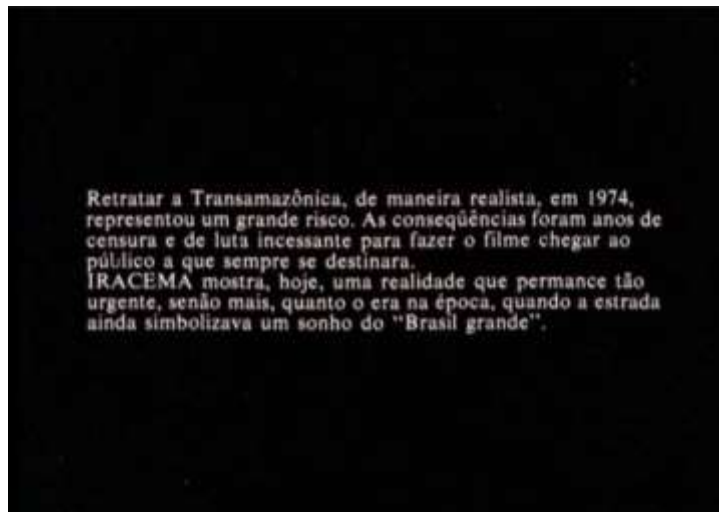 Retratar a Transamazônica, de maneira realista, em 1974,
representou um grande risco. As conseqüências foram anos de
censura e de luta incessante para fazer o filme chegar ao
público a que sempre se destinara.
IRACEMA mostra, hoje, uma realidade que permance tão
urgente, senão mais, quanto o era na época, quando a estrada
ainda simbolizava um sonho do "Brasil grande".